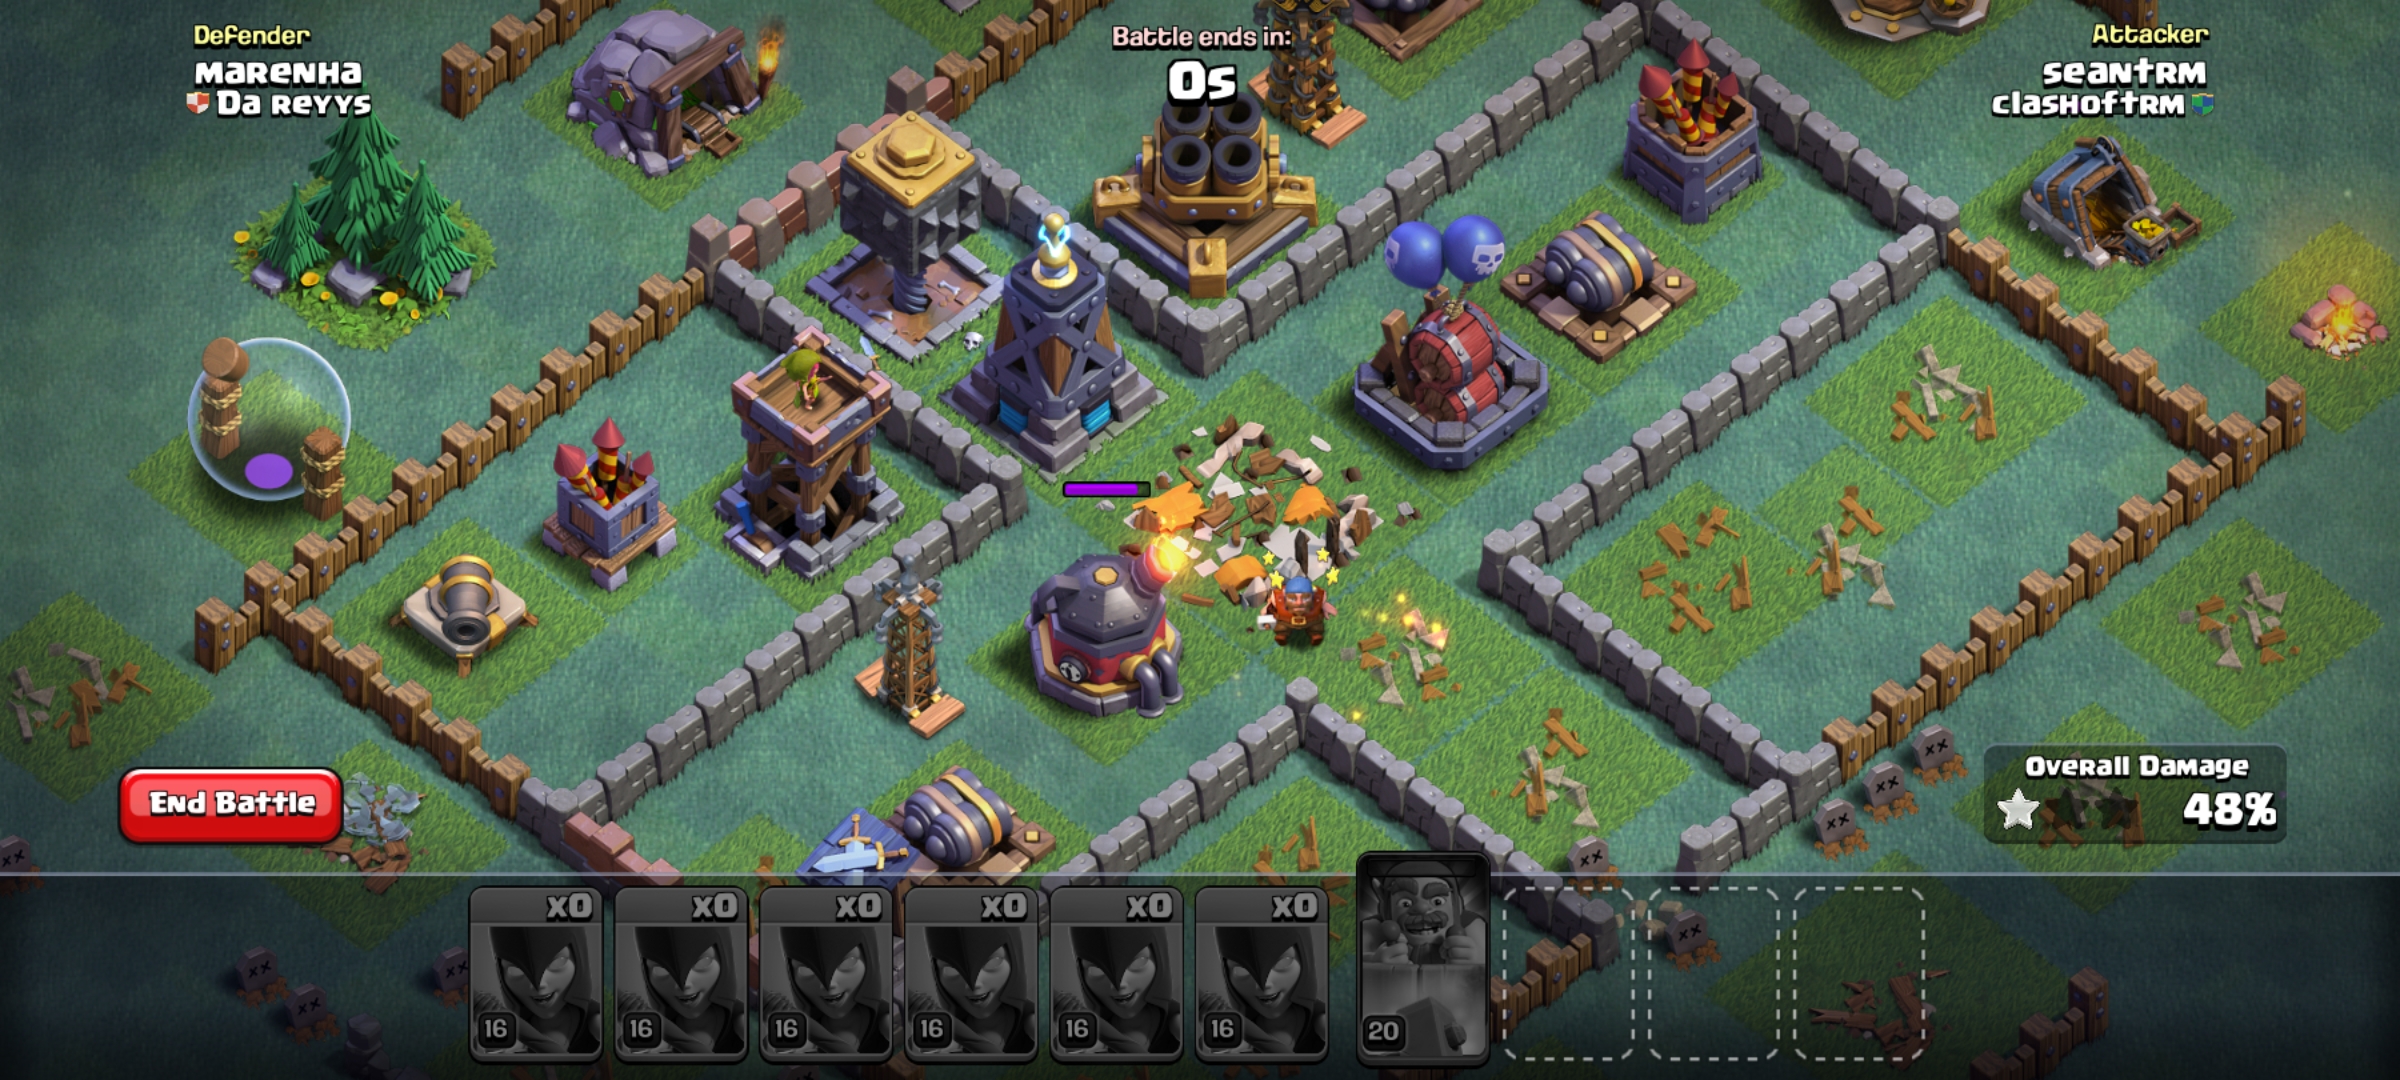 Defender
marenha
Da Reyys
Battle ends in:
0s
Attacker
seantrm
clashoftrm
End Battle
Overall Damage
48%
x0
x0
x0
x0
x0
x0
16
16
16
16
16
16
20